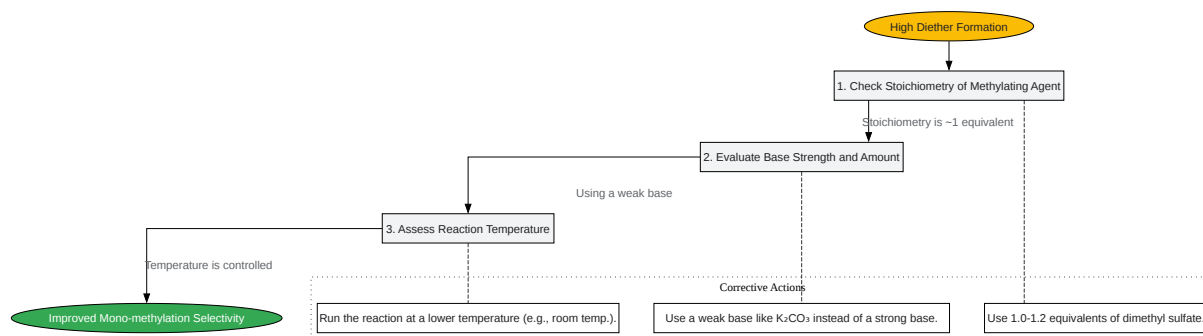 High Diether Formation
1. Check Stoichiometry of Methylating Agent
Stoichiometry is ~1 equivalent
2. Evaluate Base Strength and Amount
Using a weak base
3. Assess Reaction Temperature
Temperature is controlled
Corrective Actions
Improved Mono-methylation Selectivity
Run the reaction at a lower temperature (e.g., room temp.).
Use a weak base like K₂CO₃ instead of a strong base.
Use 1.0-1.2 equivalents of dimethyl sulfate.